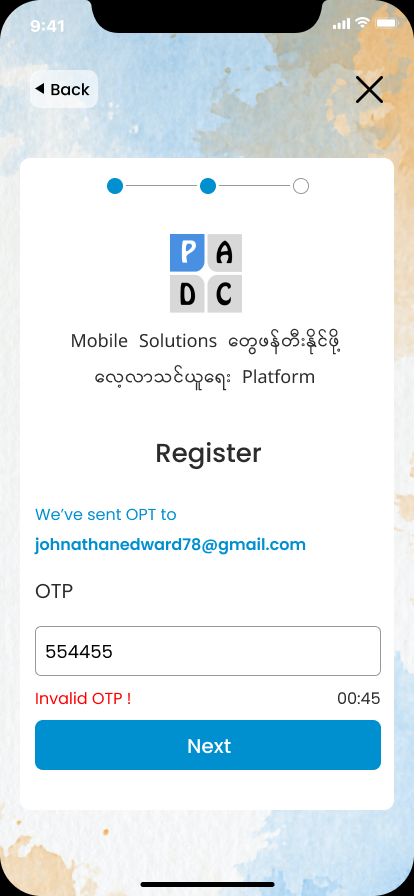 9:41
Back
P A
D C
Mobile Solutions တွေဖန်တီးနိုင်ဖို့
လေ့လာသင်ယူရေး Platform
Register
We’ve sent OPT to
johnathanedward78@gmail.com
OTP
554455
Invalid OTP ! 00:45
Next